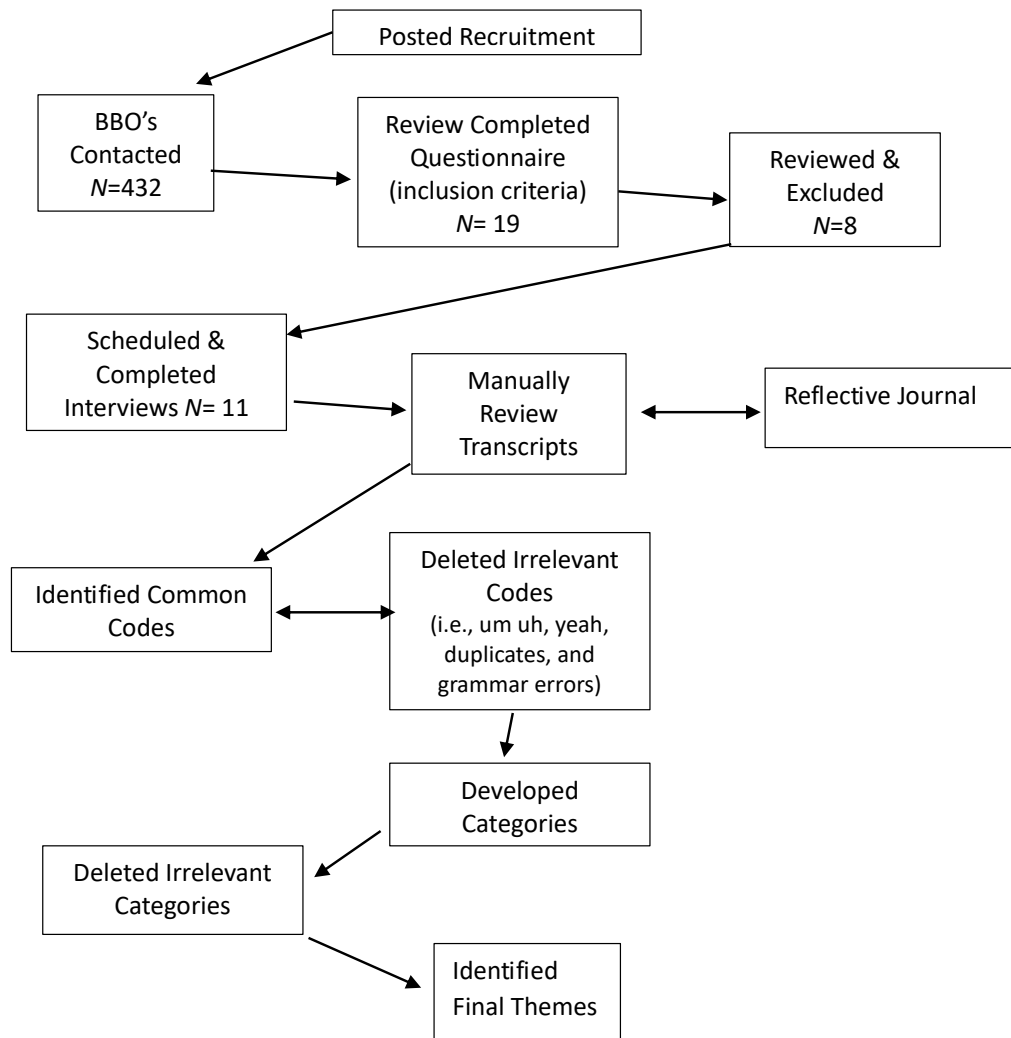 Posted Recruitment
BBO’s
Contacted
N=432
Review Completed
Questionnaire
(inclusion criteria)
N= 19
Reviewed &
Excluded
N=8
Scheduled &
Completed
Interviews N= 11
Manually
Review
Transcripts
Reflective Journal
Identified Common
Codes
Deleted Irrelevant
Codes
(i.e., um uh, yeah,
duplicates, and
grammar errors)
Developed
Categories
Deleted Irrelevant
Categories
Identified
Final Themes